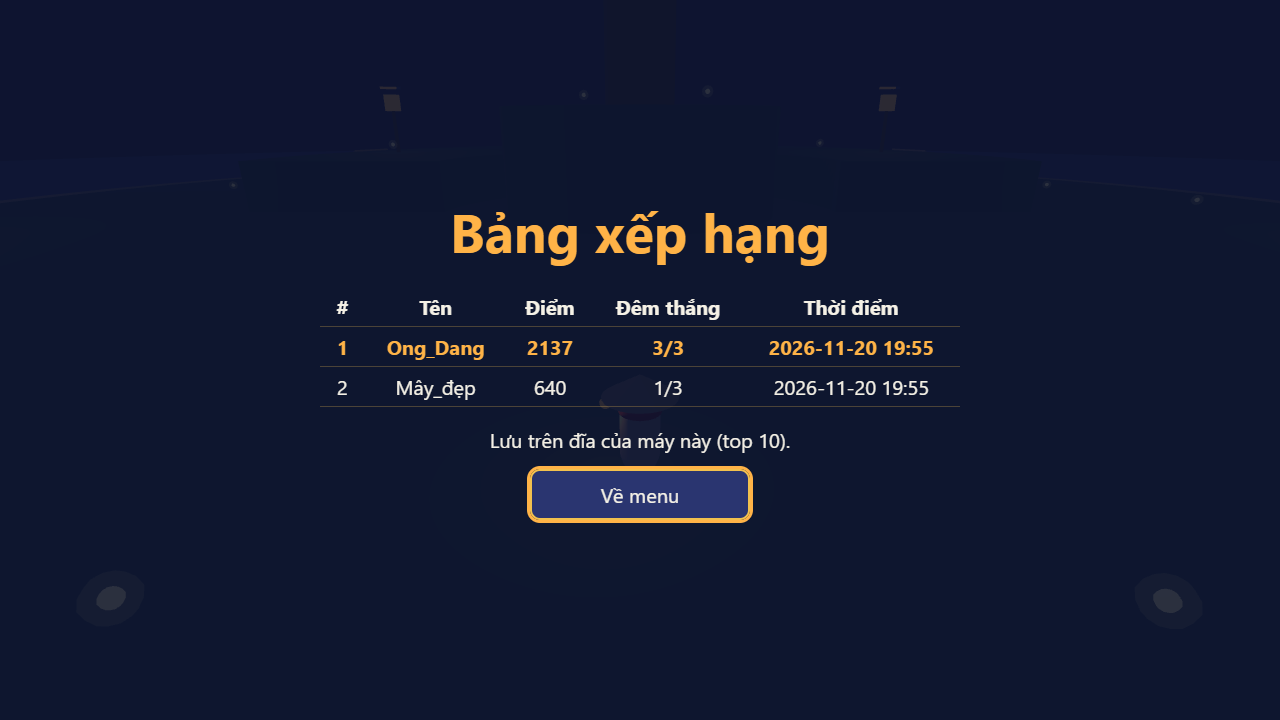 Bảng xếp hạng
# Tên Điểm Đêm thắng Thời điểm
1 Ong_Dang 2137 3/3 2026-11-20 19:55
2 Mây_đẹp 640 1/3 2026-11-20 19:55
Lưu trên đĩa của máy này (top 10).
Về menu